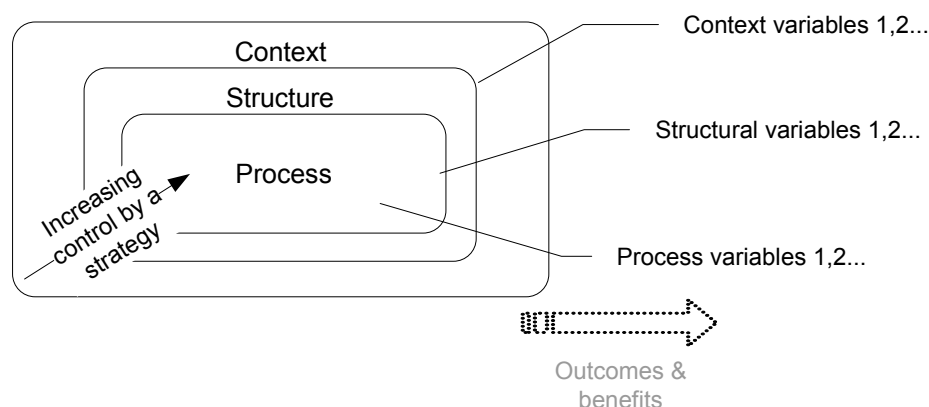 Context variables 1,2...
Context
Structure
Structural variables 1,2...
Process
Increasing
control by a
strategy
Process variables 1,2...
Outcomes &
benefits